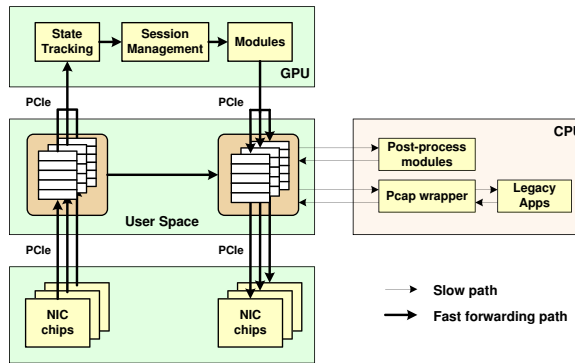 State
Tracking
Session
Management
Modules
GPU
PCIe
PCIe
CPU
Post-process
modules
Pcap wrapper
Legacy
Apps
User Space
PCIe
PCIe
NIC
chips
NIC
chips
Slow path
Fast forwarding path